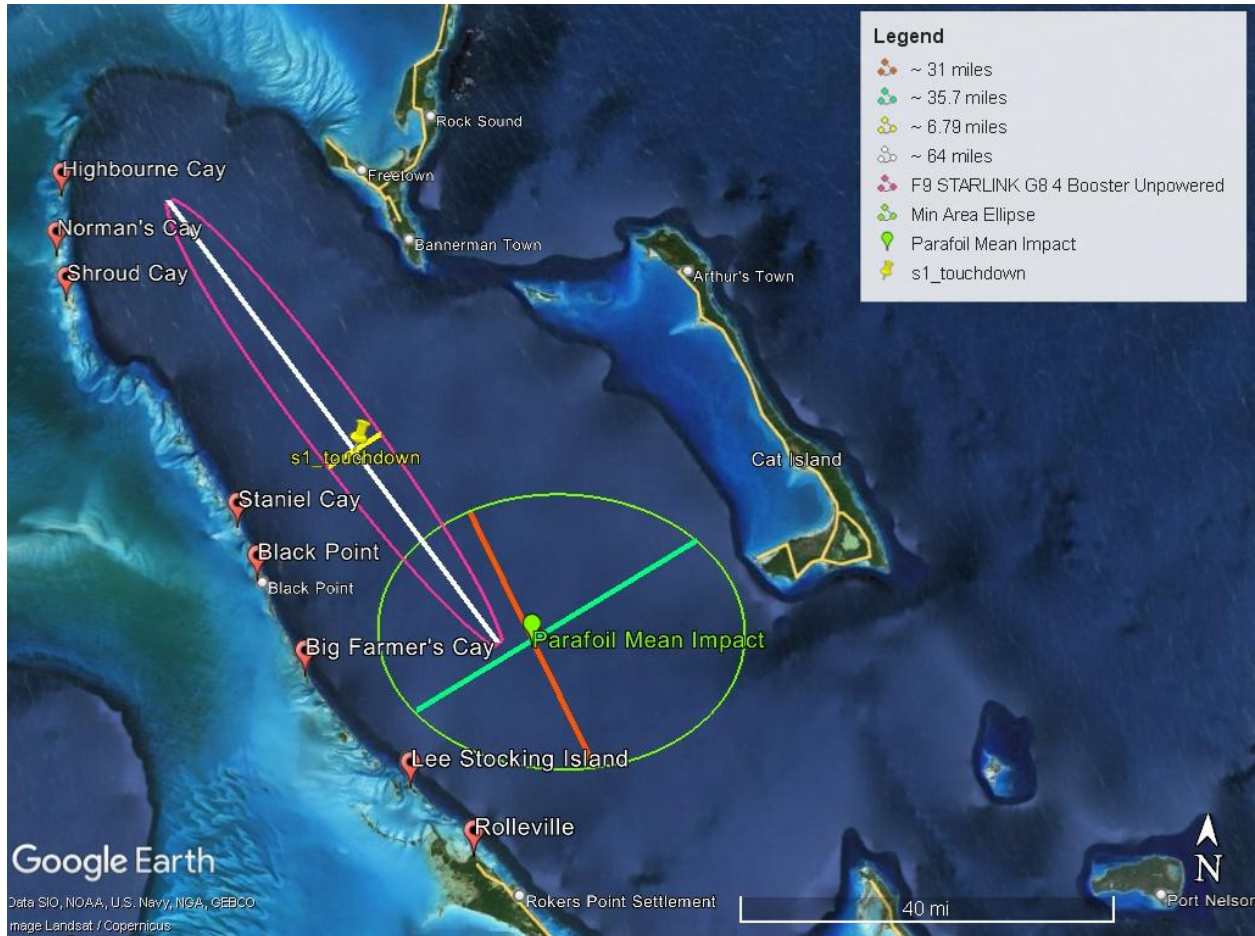 Legend
~ 31 miles
~ 35.7 miles
~ 6.79 miles
~ 64 miles
F9 STARLINK G8 4 Booster Unpowered
Min Area Ellipse
Parafoil Mean Impact
s1_touchdown
Rock Sound
Highbourne Cay
Freetown
Norman's Cay
Bannerman Town
Shroud Cay
Arthur's Town
s1_touchdown
Cat Island
Staniel Cay
Black Point
Black Point
Parafoil Mean Impact
Big Farmer's Cay
Lee Stocking Island
Rolleville
Google Earth
N
Rokers Point Settlement
40 mi
Port Nelson
Data SIO, NOAA, U.S. Navy, NGA, GEBCO
Image Landsat / Copernicus